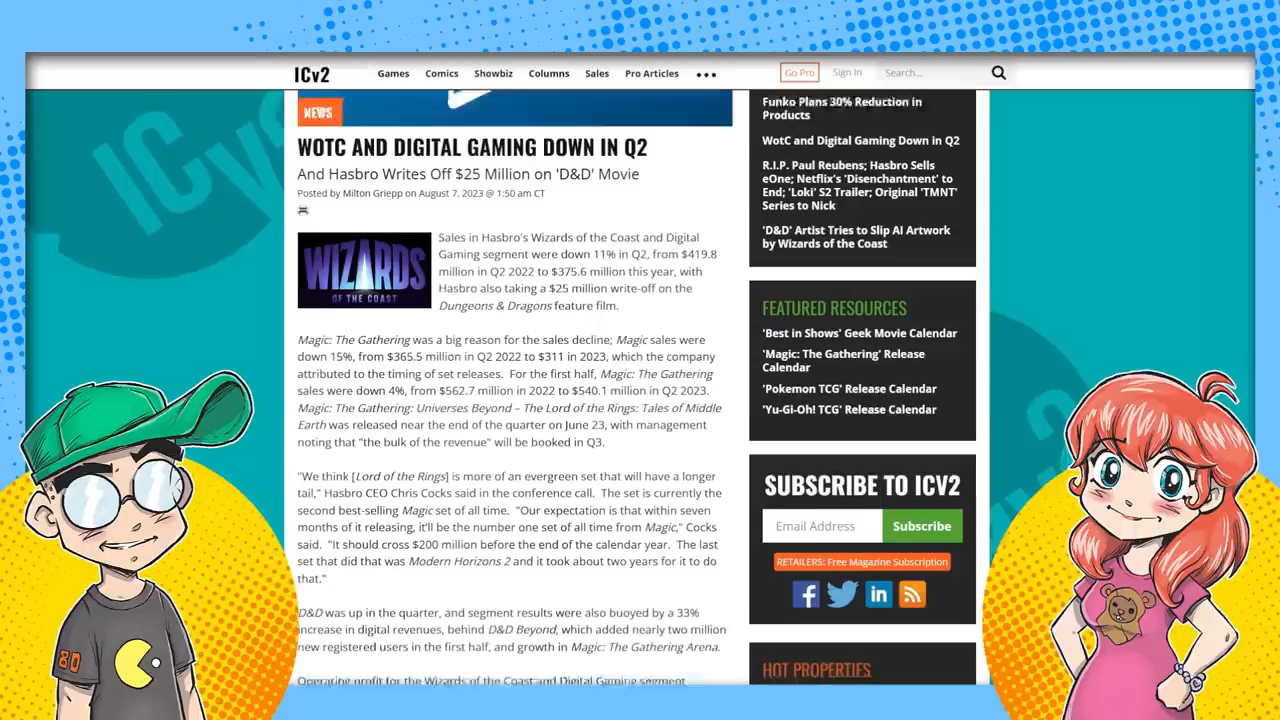 ICv2
Games
Comics
Showbiz
Columns
Sales
Pro Articles
Go Pro
Sign In
Search...
NEWS
WOTC AND DIGITAL GAMING DOWN IN Q2
And Hasbro Writes Off $25 Million on 'D&D' Movie
Posted by Milton Griepp on August 7, 2023 @ 1:50 am CT
WIZARDS
OF THE COAST
Sales in Hasbro's Wizards of the Coast and Digital
Gaming segment were down 11% in Q2, from $419.8
million in Q2 2022 to $375.6 million this year, with
Hasbro also taking a $25 million write-off on the
Dungeons & Dragons feature film.
Magic: The Gathering was a big reason for the sales decline; Magic sales were
down 15%, from $365.5 million in Q2 2022 to $311 in 2023, which the company
attributed to the timing of set releases. For the first half, Magic: The Gathering
sales were down 4%, from $562.7 million in 2022 to $540.1 million in Q2 2023.
Magic: The Gathering: Universes Beyond – The Lord of the Rings: Tales of Middle
Earth was released near the end of the quarter on June 23, with management
noting that "the bulk of the revenue" will be booked in Q3.
"We think [Lord of the Rings] is more of an evergreen set that will have a longer
tail," Hasbro CEO Chris Cocks said in the conference call. The set is currently the
second best-selling Magic set of all time. "Our expectation is that within seven
months of it releasing, it'll be the number one set of all time from Magic," Cocks
said. "It should cross $200 million before the end of the calendar year. The last
set that did that was Modern Horizons 2 and it took about two years for it to do
that."
D&D was up in the quarter, and segment results were also buoyed by a 33%
increase in digital revenues, behind D&D Beyond, which added nearly two million
new registered users in the first half, and growth in Magic: The Gathering Arena.
Operating profit for the Wizards of the Coast and Digital Gaming segment
Funko Plans 30% Reduction in
Products
WotC and Digital Gaming Down in Q2
R.I.P. Paul Reubens; Hasbro Sells
eOne; Netflix's 'Disenchantment' to
End; 'Loki' S2 Trailer; Original 'TMNT'
Series to Nick
'D&D' Artist Tries to Slip AI Artwork
by Wizards of the Coast
FEATURED RESOURCES
'Best in Shows' Geek Movie Calendar
'Magic: The Gathering' Release
Calendar
'Pokemon TCG' Release Calendar
'Yu-Gi-Oh! TCG' Release Calendar
SUBSCRIBE TO ICV2
Email Address
Subscribe
RETAILERS: Free Magazine Subscription
HOT PROPERTIES
ICv2
80